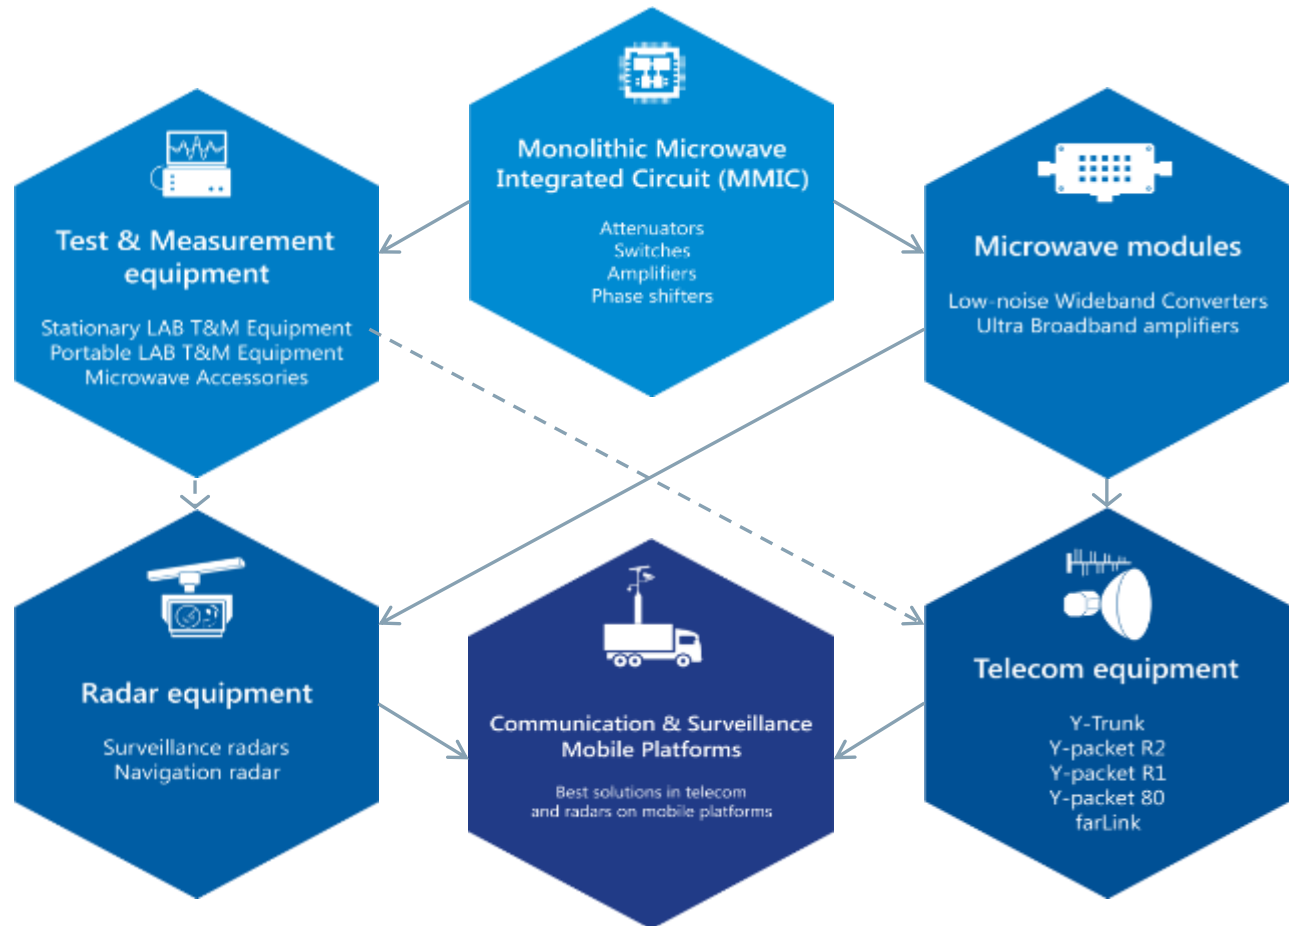 Monolithic Microwave
Integrated Circuit (MMIC)
Attenuators
Switches
Amplifiers
Phase shifters
Test & Measurement
equipment
Stationary LAB T&M Equipment
Portable LAB T&M Equipment
Microwave Accessories
Microwave modules
Low-noise Wideband Converters
Ultra Broadband amplifiers
Radar equipment
Surveillance radars
Navigation radar
Communication & Surveillance
Mobile Platforms
Best solutions in telecom
and radars on mobile platforms
Telecom equipment
Y-Trunk
Y-packet R2
Y-packet R1
Y-packet 80
farLink